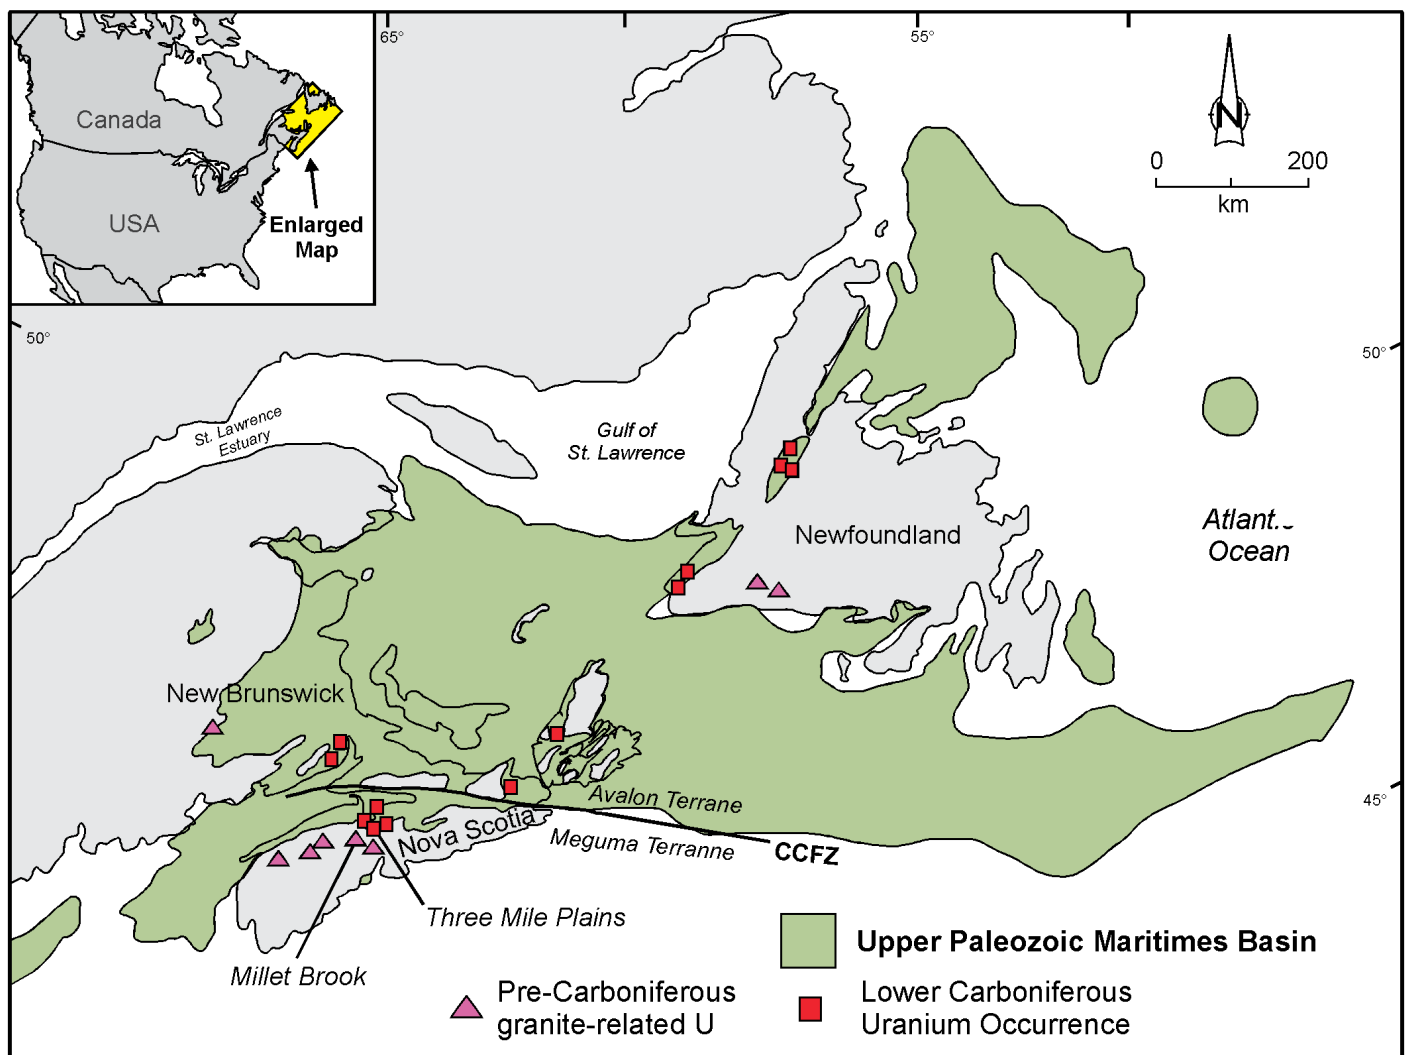 65°
55°
Canada
USA
Enlarged
Map
N
0
200
km
50°
50°
St. Lawrence
Estuary
Gulf of
St. Lawrence
Newfoundland
Ocean
New Brunswick
45°
Avalon Terrane
Nova Scotia
Meguma Terranne
CCFZ
Three Mile Plains
Millet Brook
Upper Paleozoic Maritimes Basin
Pre-Carboniferous
granite-related U
Lower Carboniferous
Uranium Occurrence